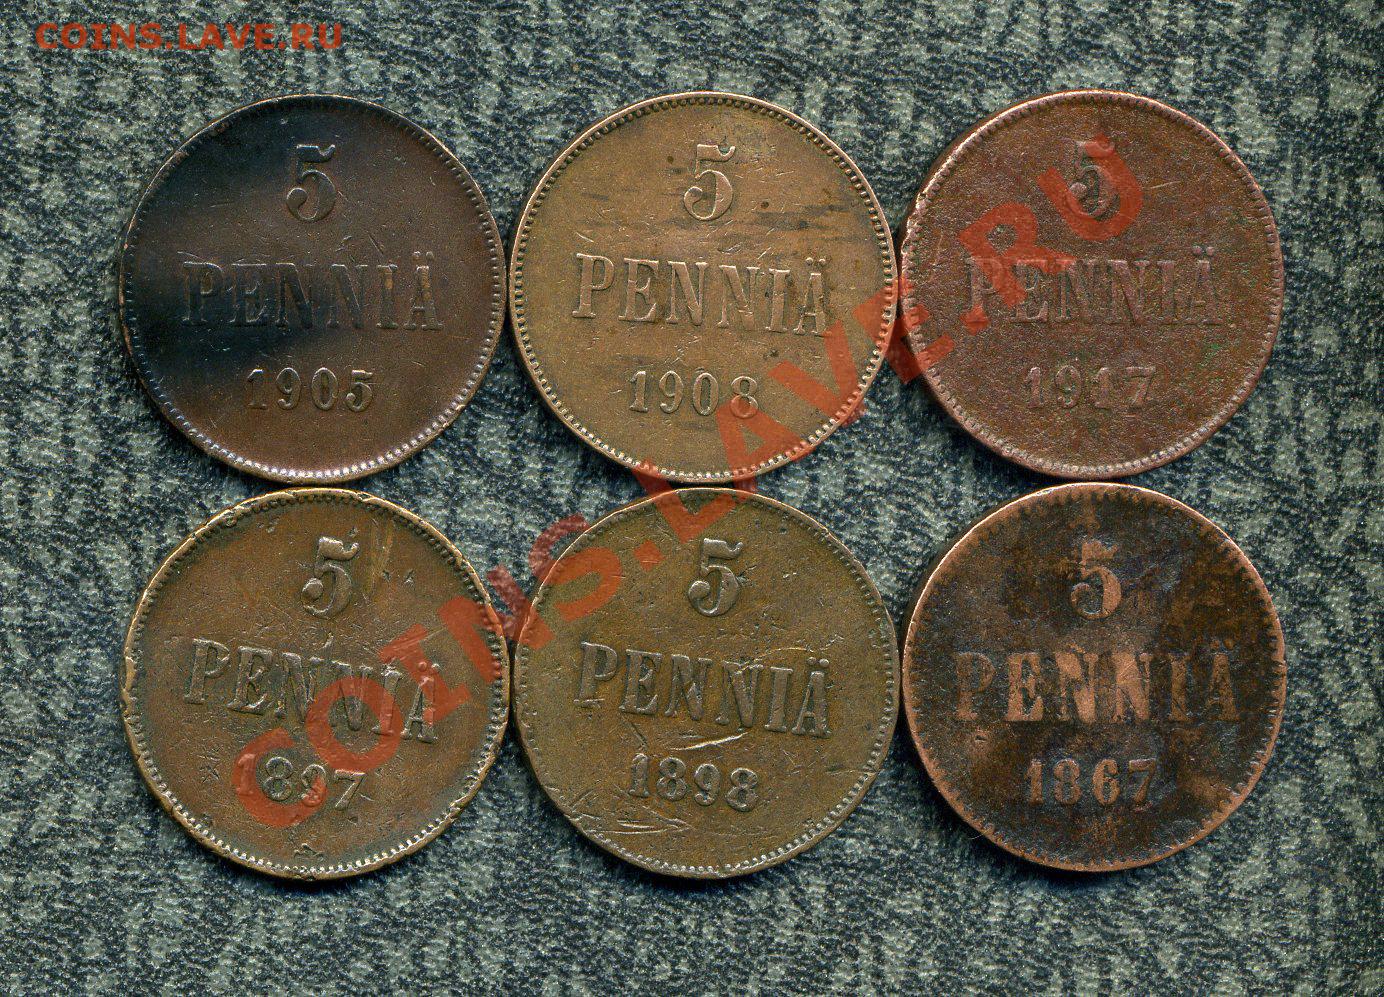 COINS.LAVE.RU
5
PENNIÄ
1905
5
PENNIÄ
1908
5
PENNIÄ
1917
5
PENNIÄ
1897
5
PENNIÄ
1898
5
PENNIÄ
1867
COINS.LAVE.RU